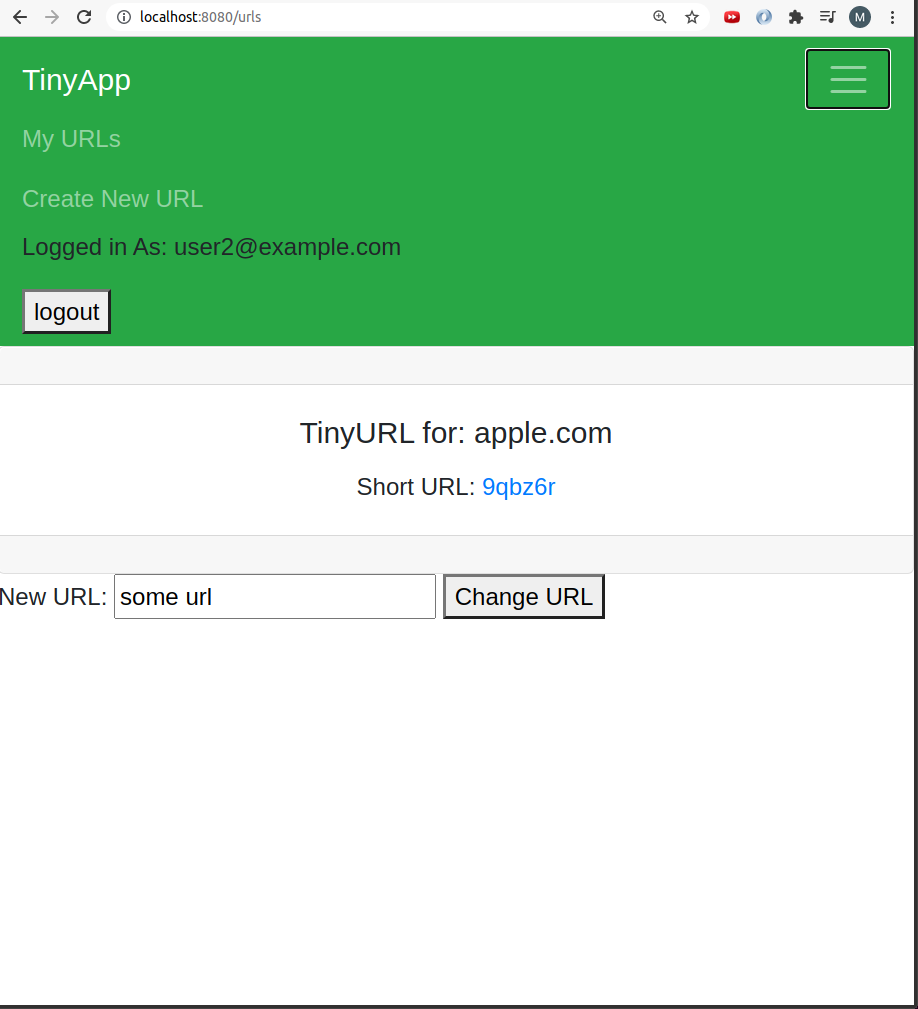 localhost:8080/urls
M
TinyApp
My URLs
Create New URL
Logged in As: user2@example.com
logout
TinyURL for: apple.com
Short URL: 9qbz6r
New URL: some url Change URL